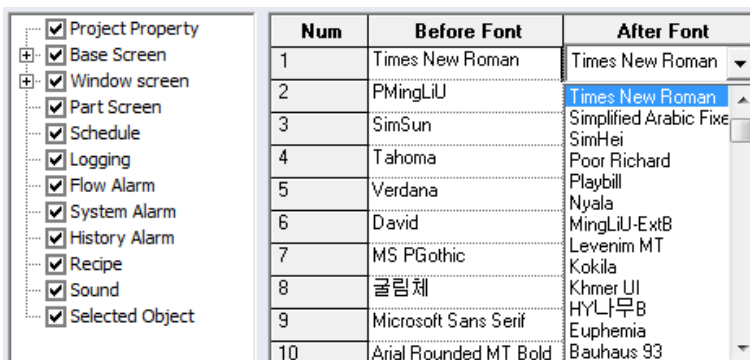 Project Property
Base Screen
Window screen
Part Screen
Schedule
Logging
Flow Alarm
System Alarm
History Alarm
Recipe
Sound
Selected Object
Num Before Font After Font
1 Times New Roman Times New Roman
2 PMingLiU
3 SimSun
4 Tahoma
5 Verdana
6 David
7 MS PGothic
8 굴림체
9 Microsoft Sans Serif
10 Arial Rounded MT Bold
Times New Roman
Simplified Arabic Fixe
SimHei
Poor Richard
Playbill
Nyala
MingLiU-ExtB
Levenim MT
Kokila
Khmer UI
HY나무B
Euphemia
Bauhaus 93